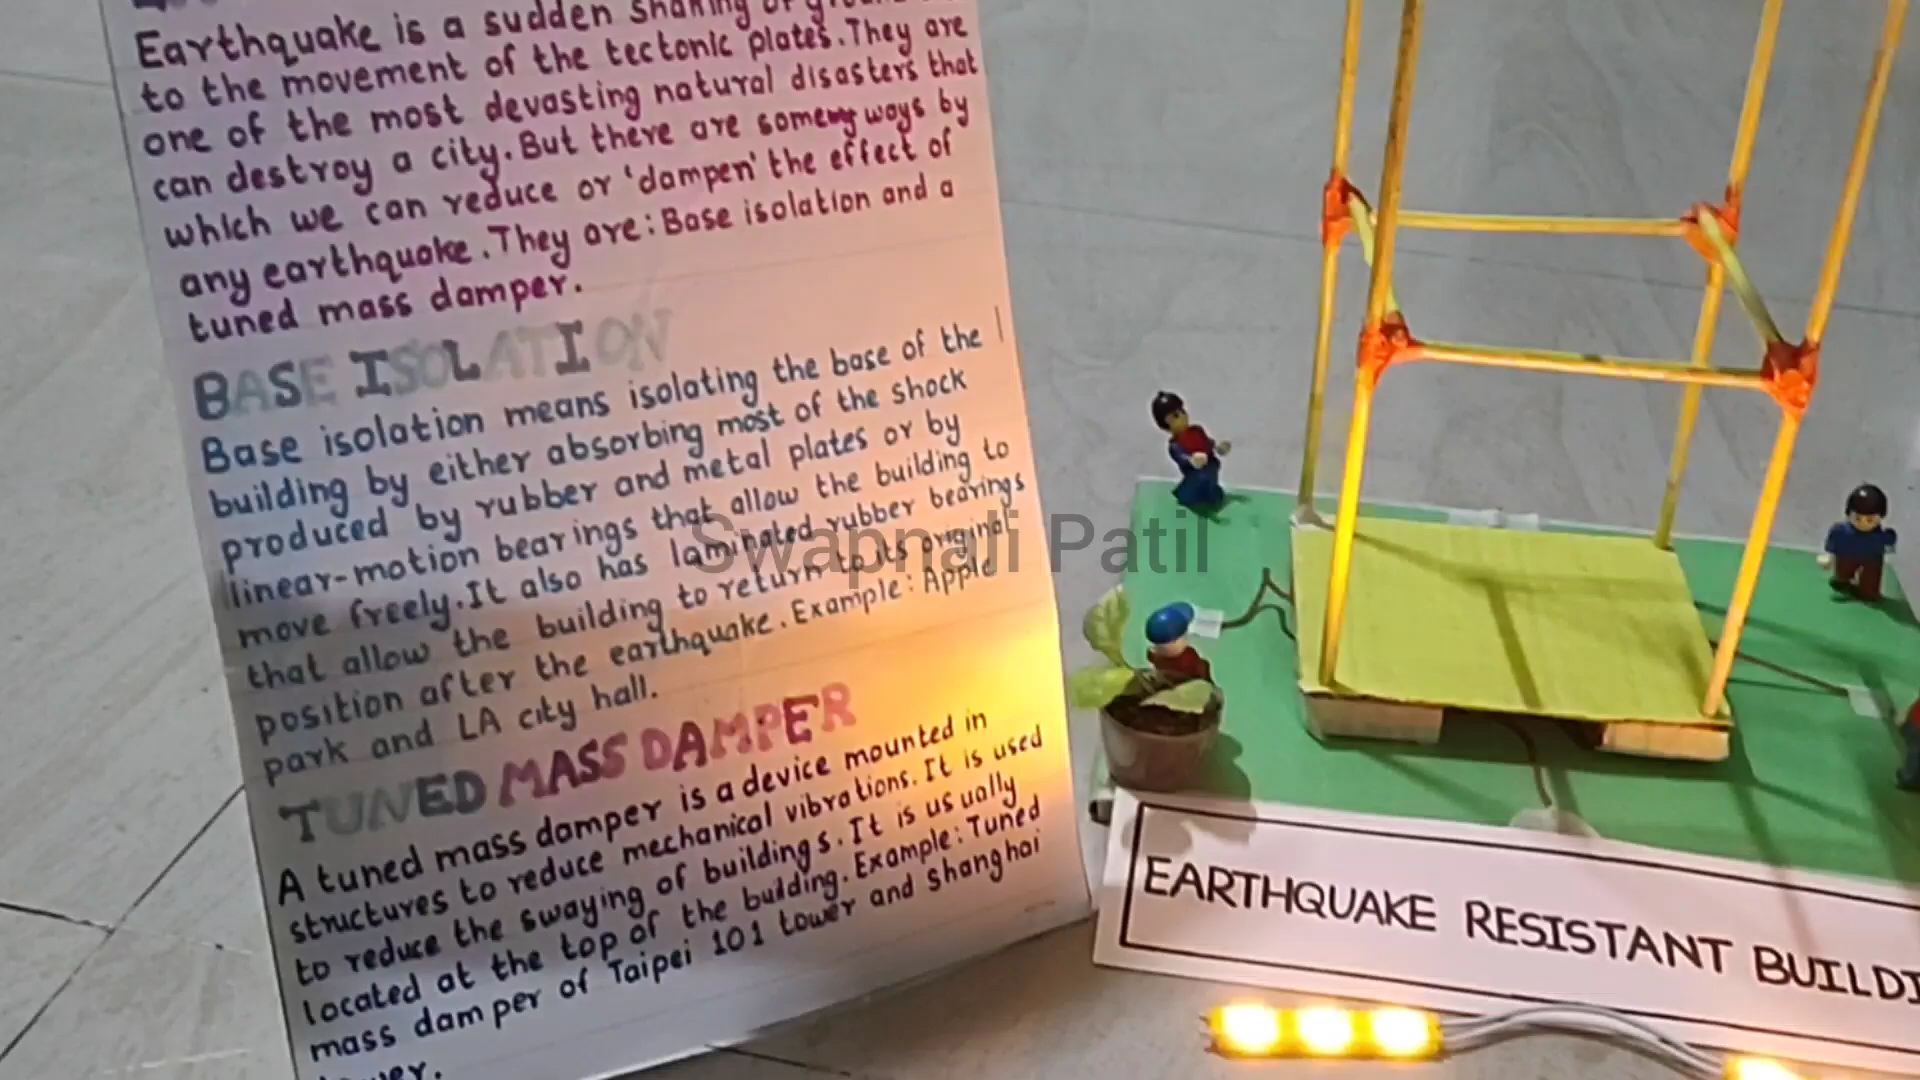 Earthquake is a sudden shaking of ground
to the movement of the tectonic plates. They are
one of the most devasting natural disasters that
can destroy a city. But there are some ways by
which we can reduce or 'dampen' the effect of
any earthquake. They are: Base isolation and a
tuned mass damper.
BASE ISOLATION
Base isolation means isolating the base of the
building by either absorbing most of the shock
produced by rubber and metal plates or by
linear-motion bearings that allow the building to
move freely. It also has laminated rubber bearings
that allow the building to return to its original
position after the earthquake. Example: Apple
park and LA city hall.
TUNED MASS DAMPER
A tuned mass damper is a device mounted in
structures to reduce mechanical vibrations. It is used
to reduce the swaying of buildings. It is usually
located at the top of the building. Example: Tuned
mass damper of Taipei 101 tower and Shanghai
tower.
Swapnali Patil
EARTHQUAKE RESISTANT BUILDI